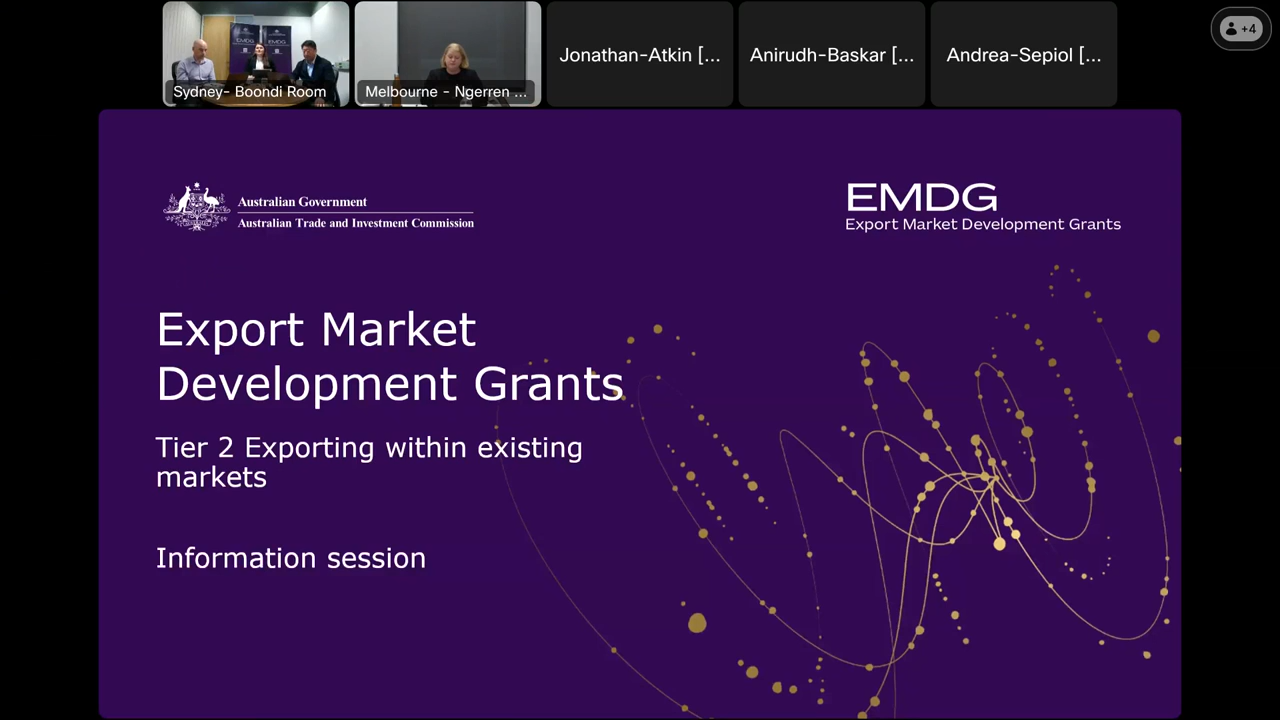 Sydney- Boondi Room
Melbourne - Ngerren ...
Jonathan-Atkin [...
Anirudh-Baskar [...
Andrea-Sepiol [...
+4
Australian Government
Australian Trade and Investment Commission
EMDG
Export Market Development Grants
Export Market
Development Grants
Tier 2 Exporting within existing
markets
Information session